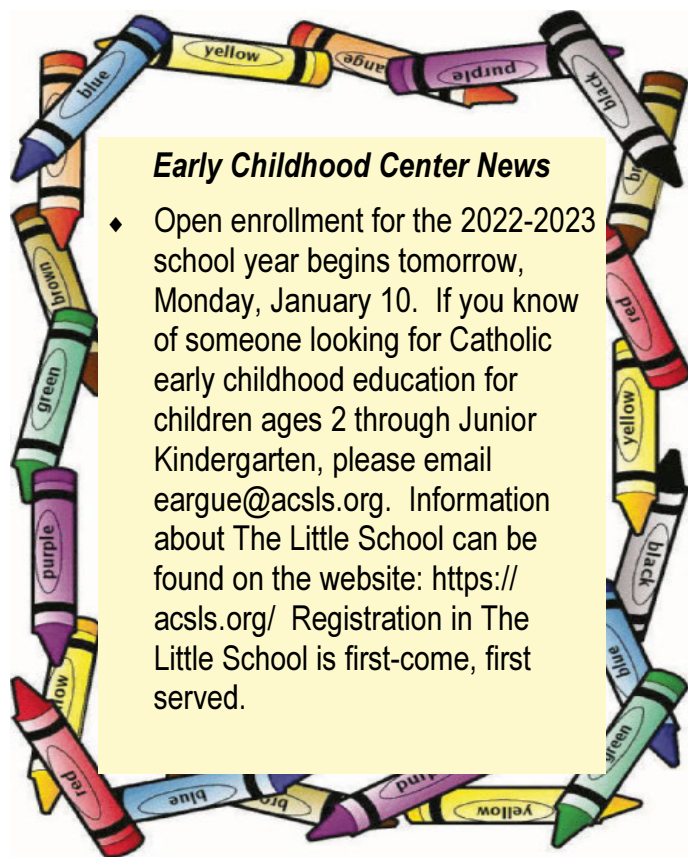 yellow
orange
purple
blue
black
Early Childhood Center News
♦ Open enrollment for the 2022-2023
school year begins tomorrow,
Monday, January 10.  If you know
of someone looking for Catholic
early childhood education for
children ages 2 through Junior
Kindergarten, please email
eargue@acsls.org.  Information
about The Little School can be
found on the website: https://
acsls.org/  Registration in The
Little School is first-come, first
served.
brown
red
green
yellow
purple
black
blue
red
green
blue
yellow